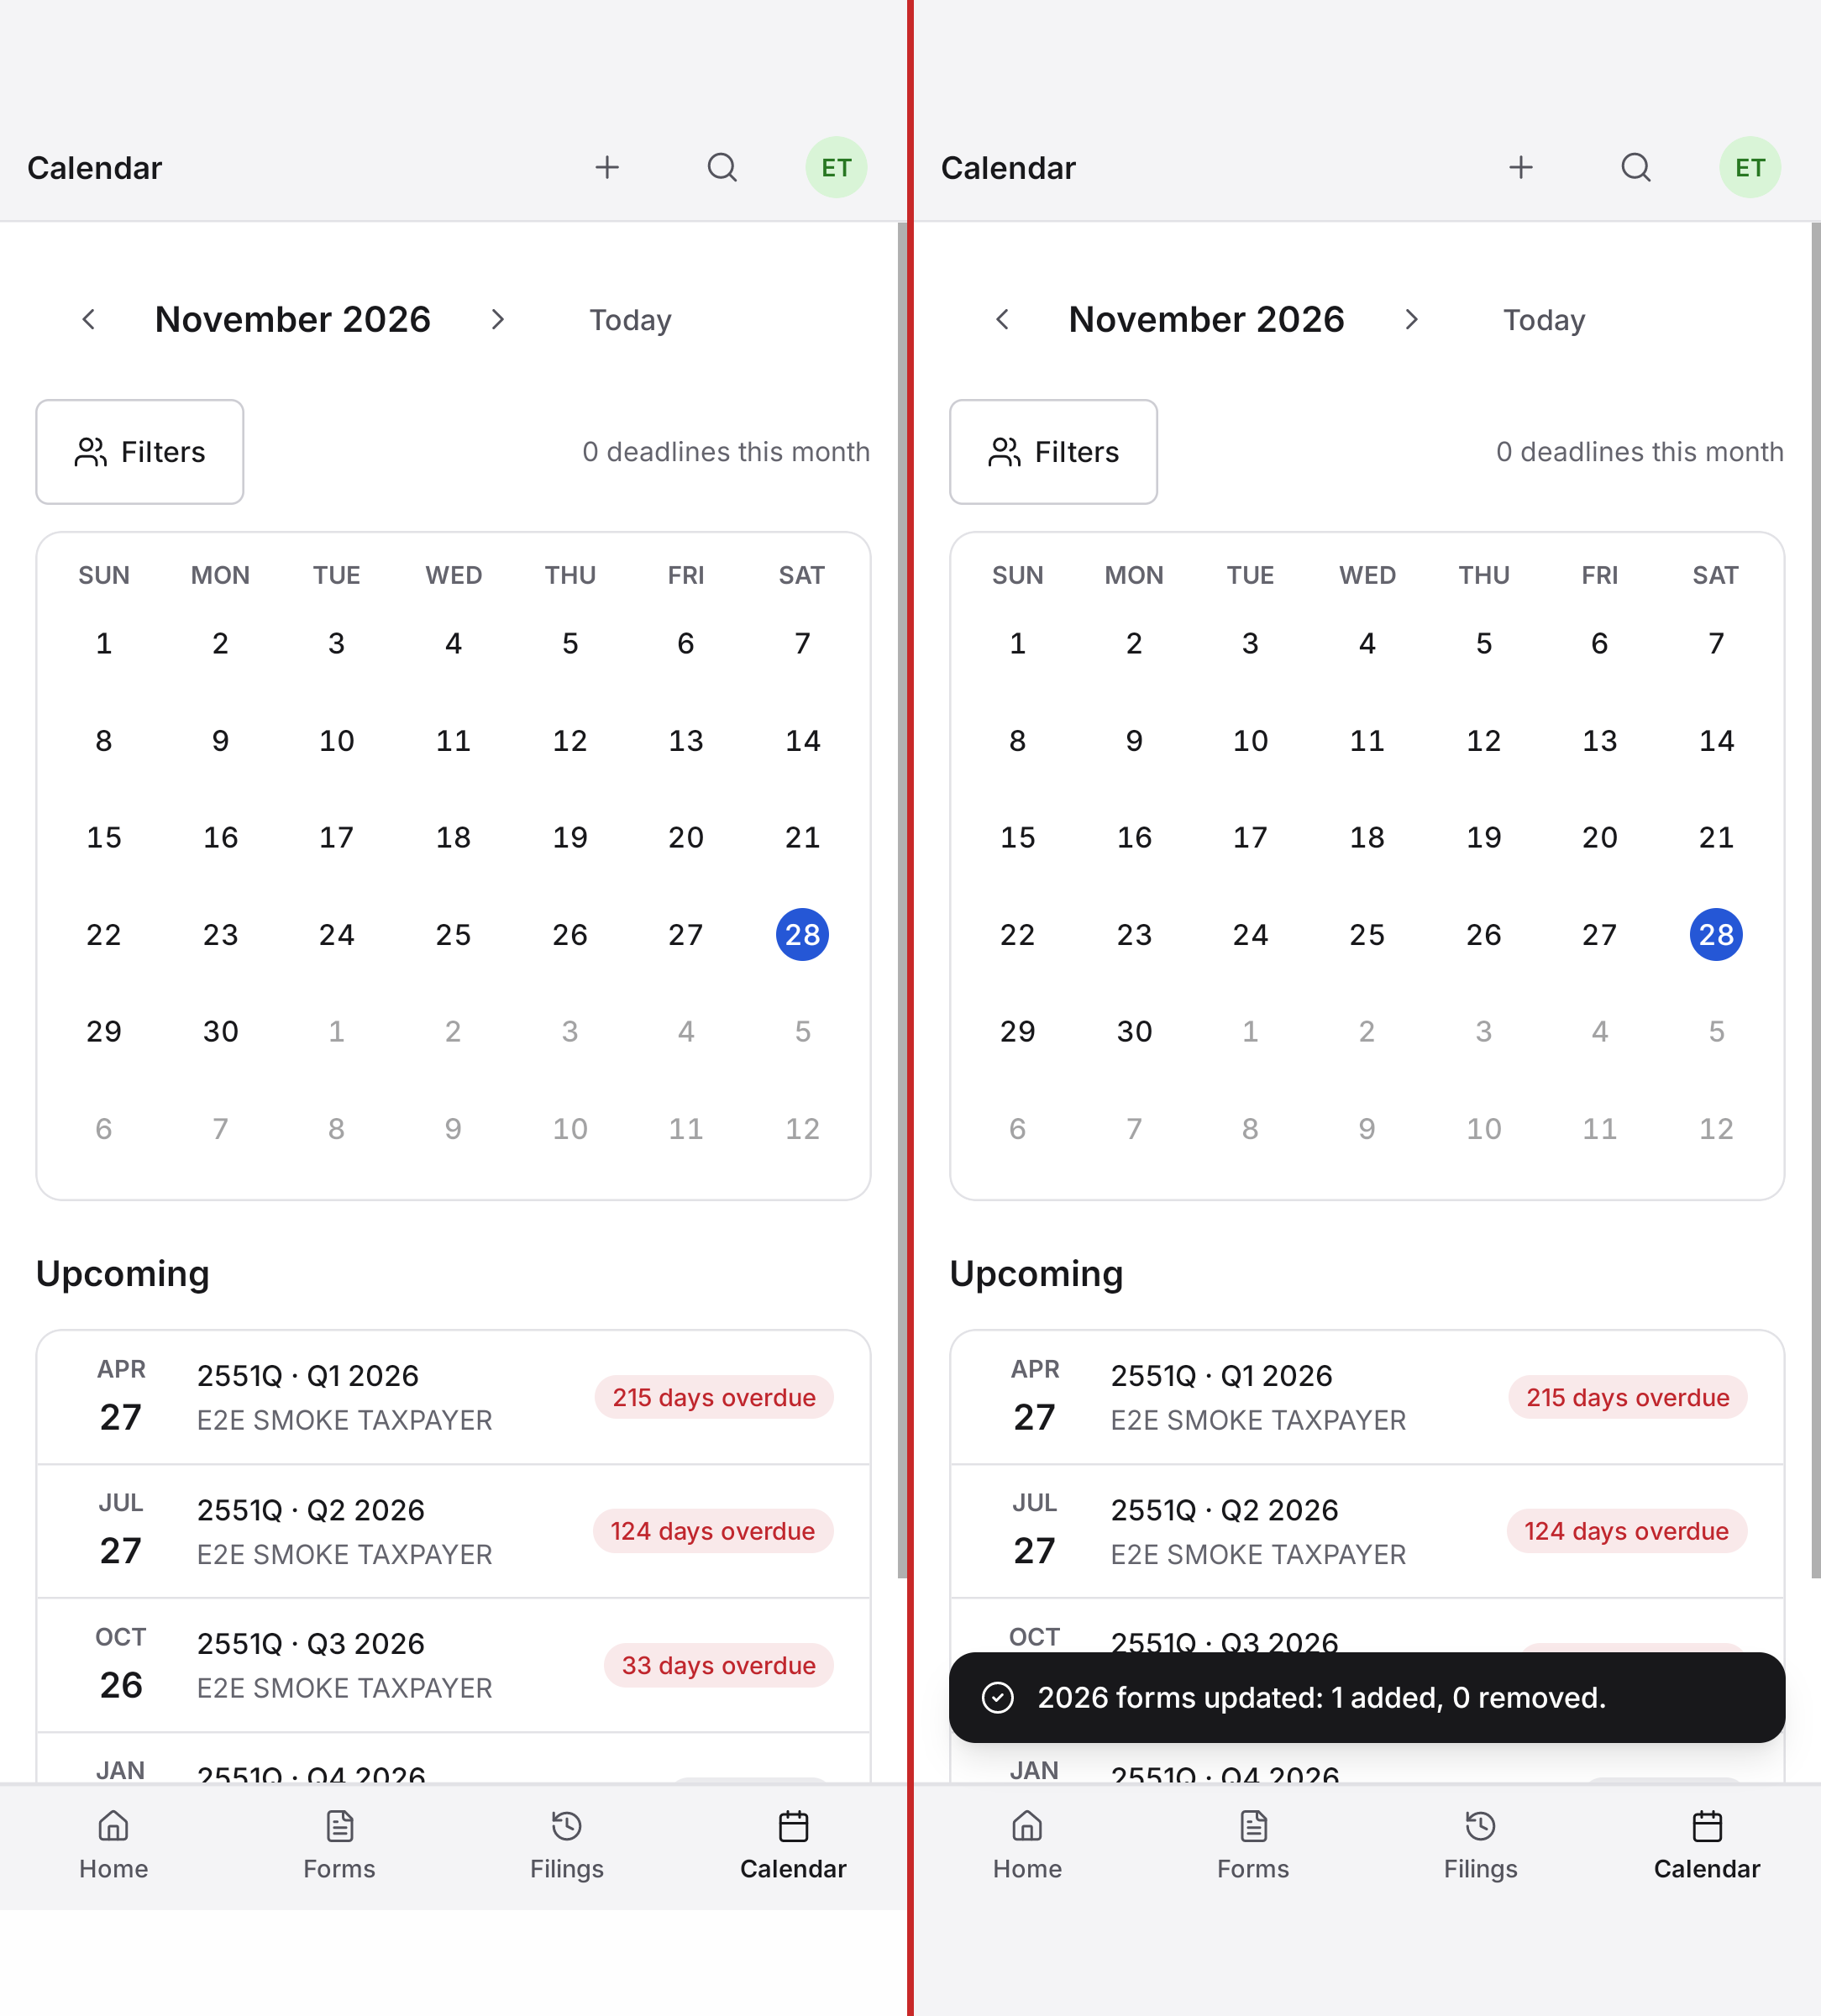 Calendar
ET
November 2026
Today
Filters
0 deadlines this month
SUN MON TUE WED THU FRI SAT
1 2 3 4 5 6 7
8 9 10 11 12 13 14
15 16 17 18 19 20 21
22 23 24 25 26 27 28
29 30 1 2 3 4 5
6 7 8 9 10 11 12
Upcoming
APR 27
2551Q · Q1 2026
E2E SMOKE TAXPAYER
215 days overdue
JUL 27
2551Q · Q2 2026
E2E SMOKE TAXPAYER
124 days overdue
OCT 26
2551Q · Q3 2026
E2E SMOKE TAXPAYER
33 days overdue
JAN
2551Q · Q4 2026
Home Forms Filings Calendar
Calendar
ET
November 2026
Today
Filters
0 deadlines this month
SUN MON TUE WED THU FRI SAT
1 2 3 4 5 6 7
8 9 10 11 12 13 14
15 16 17 18 19 20 21
22 23 24 25 26 27 28
29 30 1 2 3 4 5
6 7 8 9 10 11 12
Upcoming
APR 27
2551Q · Q1 2026
E2E SMOKE TAXPAYER
215 days overdue
JUL 27
2551Q · Q2 2026
E2E SMOKE TAXPAYER
124 days overdue
OCT
2551Q · Q3 2026
2026 forms updated: 1 added, 0 removed.
JAN
2551Q · Q4 2026
Home Forms Filings Calendar